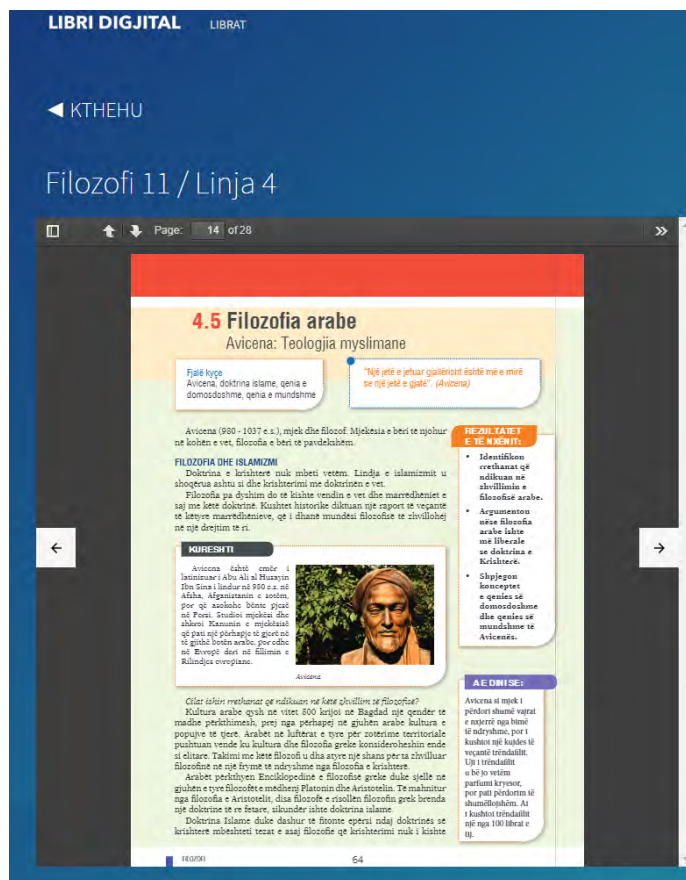 LIBRI DIGJITAL LIBRAT
KTHEHU
Filozofi 11 / Linja 4
Page: 14 of 28
4.5 Filozofia arabe
Avicena: Teologjia myslimane
Fjalë kyçe
Avicena, doktrina islame, qenia e
domosdoshme, qenia e mundshme
"Një jetë e jetuar gjallërisht është më e mirë
se një jetë e gjatë". (Avicena)
Avicena (980 - 1037 e.s.), mjek dhe filozof. Mjekësia e bëri të njohur
në kohën e vet, filozofia e bëri të pavdekshëm.
FILOZOFIA DHE ISLAMIZMI
Doktrina e krishterë nuk mbeti vetëm. Lindja e islamizmit u
shoqërua ashtu si dhe krishterimi me doktrinën e vet.
Filozofia pa dyshim do të kishte vendin e vet dhe marrëdhëniet e
saj me këtë doktrinë. Kushtet historike diktuan një raport të veçantë
të këtyre marrëdhënieve, që i dhanë mundësi filozofisë të zhvillohej
në një drejtim të ri.
KURESHTI
Avicena është emër i
latinizuar i Abu Ali al Husayin
Ibn Sina i lindur në 980 e.s. në
Afsha, Afganistanin e sotëm,
por që asokohe bënte pjesë
në Persi. Studioi mjekësi dhe
shkroi Kanunin e mjekësisë
që pati një përhapje të gjerë në
të gjithë botën arabe, por edhe
në Evropë deri në fillimin e
Rilindjes evropiane.
Avicena
Cilat ishin rrethanat që ndikuan në këtë zhvillim të filozofisë?
Kultura arabe qysh në vitet 800 krijoi në Bagdad një qendër të
madhe përkthimesh, prej nga përhapej në gjuhën arabe kultura e
popujve të tjerë. Arabët në luftërat e tyre për zotërime territoriale
pushtuan vende ku kultura dhe filozofia greke konsideroheshin ende
si elitare. Takimi me këtë filozofi u dha atyre një shans për ta zhvilluar
filozofinë në një frymë të ndryshme nga filozofia e krishterë.
Arabët përkthyen Enciklopedinë e filozofisë greke duke sjellë në
gjuhën e tyre filozofët e mëdhenj Platonin dhe Aristotelin. Të mahnitur
nga filozofia e Aristotelit, disa filozofë e risollën filozofin grek brenda
një doktrine të re fetare, sikundër ishte doktrina islame.
Doktrina Islame duke dashur të fitonte epërsi ndaj doktrinës së
krishterë mbështeti tezat e asaj filozofie që krishterimi nuk i kishte
REZULTATET
E TË NXËNIT:
• Identifikon
rrethanat që
ndikuan në
zhvillimin e
filozofisë arabe.
• Argumenton
nëse filozofia
arabe ishte
më liberale
se doktrina e
Krishterë.
• Shpjegon
konceptet
e qenies së
domosdoshme
dhe qenies së
mundshme të
Avicenës.
A E DINI SE:
Avicena si mjek i
përdori shumë vajrat
e nxjerrë nga bimë
të ndryshme, por i
kushtoi një kujdes të
veçantë trëndafilit.
Uji i trëndafilit
u bë jo vetëm
parfumi kryesor,
por pati përdorim të
shumëllojshëm. Ai
i kushtoi trëndafilit
një nga 100 librat e
tij.
FILOZOFI 64